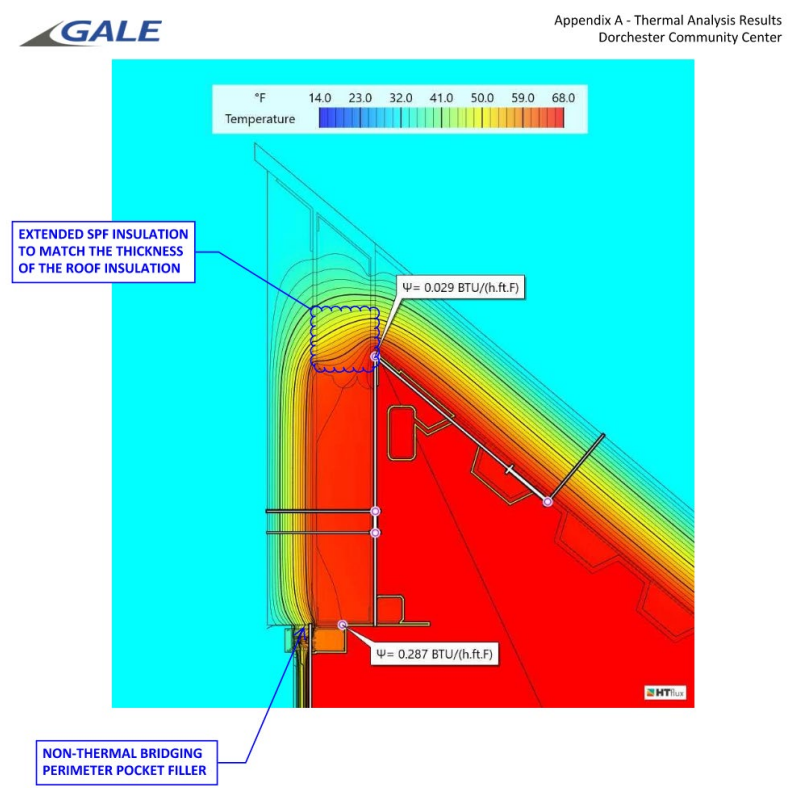 GALE
Appendix A - Thermal Analysis Results
Dorchester Community Center
°F 14.0 23.0 32.0 41.0 50.0 59.0 68.0
Temperature
EXTENDED SPF INSULATION
TO MATCH THE THICKNESS
OF THE ROOF INSULATION
Ψ= 0.029 BTU/(h.ft.F)
Ψ= 0.287 BTU/(h.ft.F)
HTflux
NON-THERMAL BRIDGING
PERIMETER POCKET FILLER